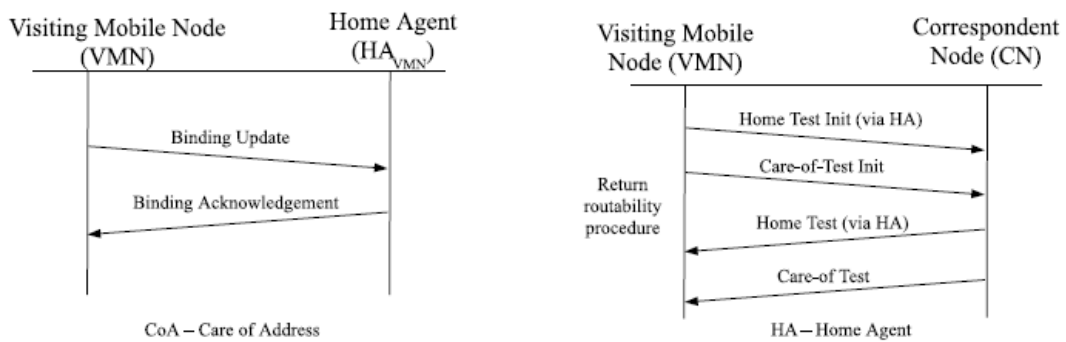 Visiting Mobile Node
(VMN)
Home Agent
(HA_VMN)
Binding Update
Binding Acknowledgement
CoA – Care of Address
Visiting Mobile
Node (VMN)
Correspondent
Node (CN)
Home Test Init (via HA)
Care-of-Test Init
Return
routability
procedure
Home Test (via HA)
Care-of Test
HA – Home Agent